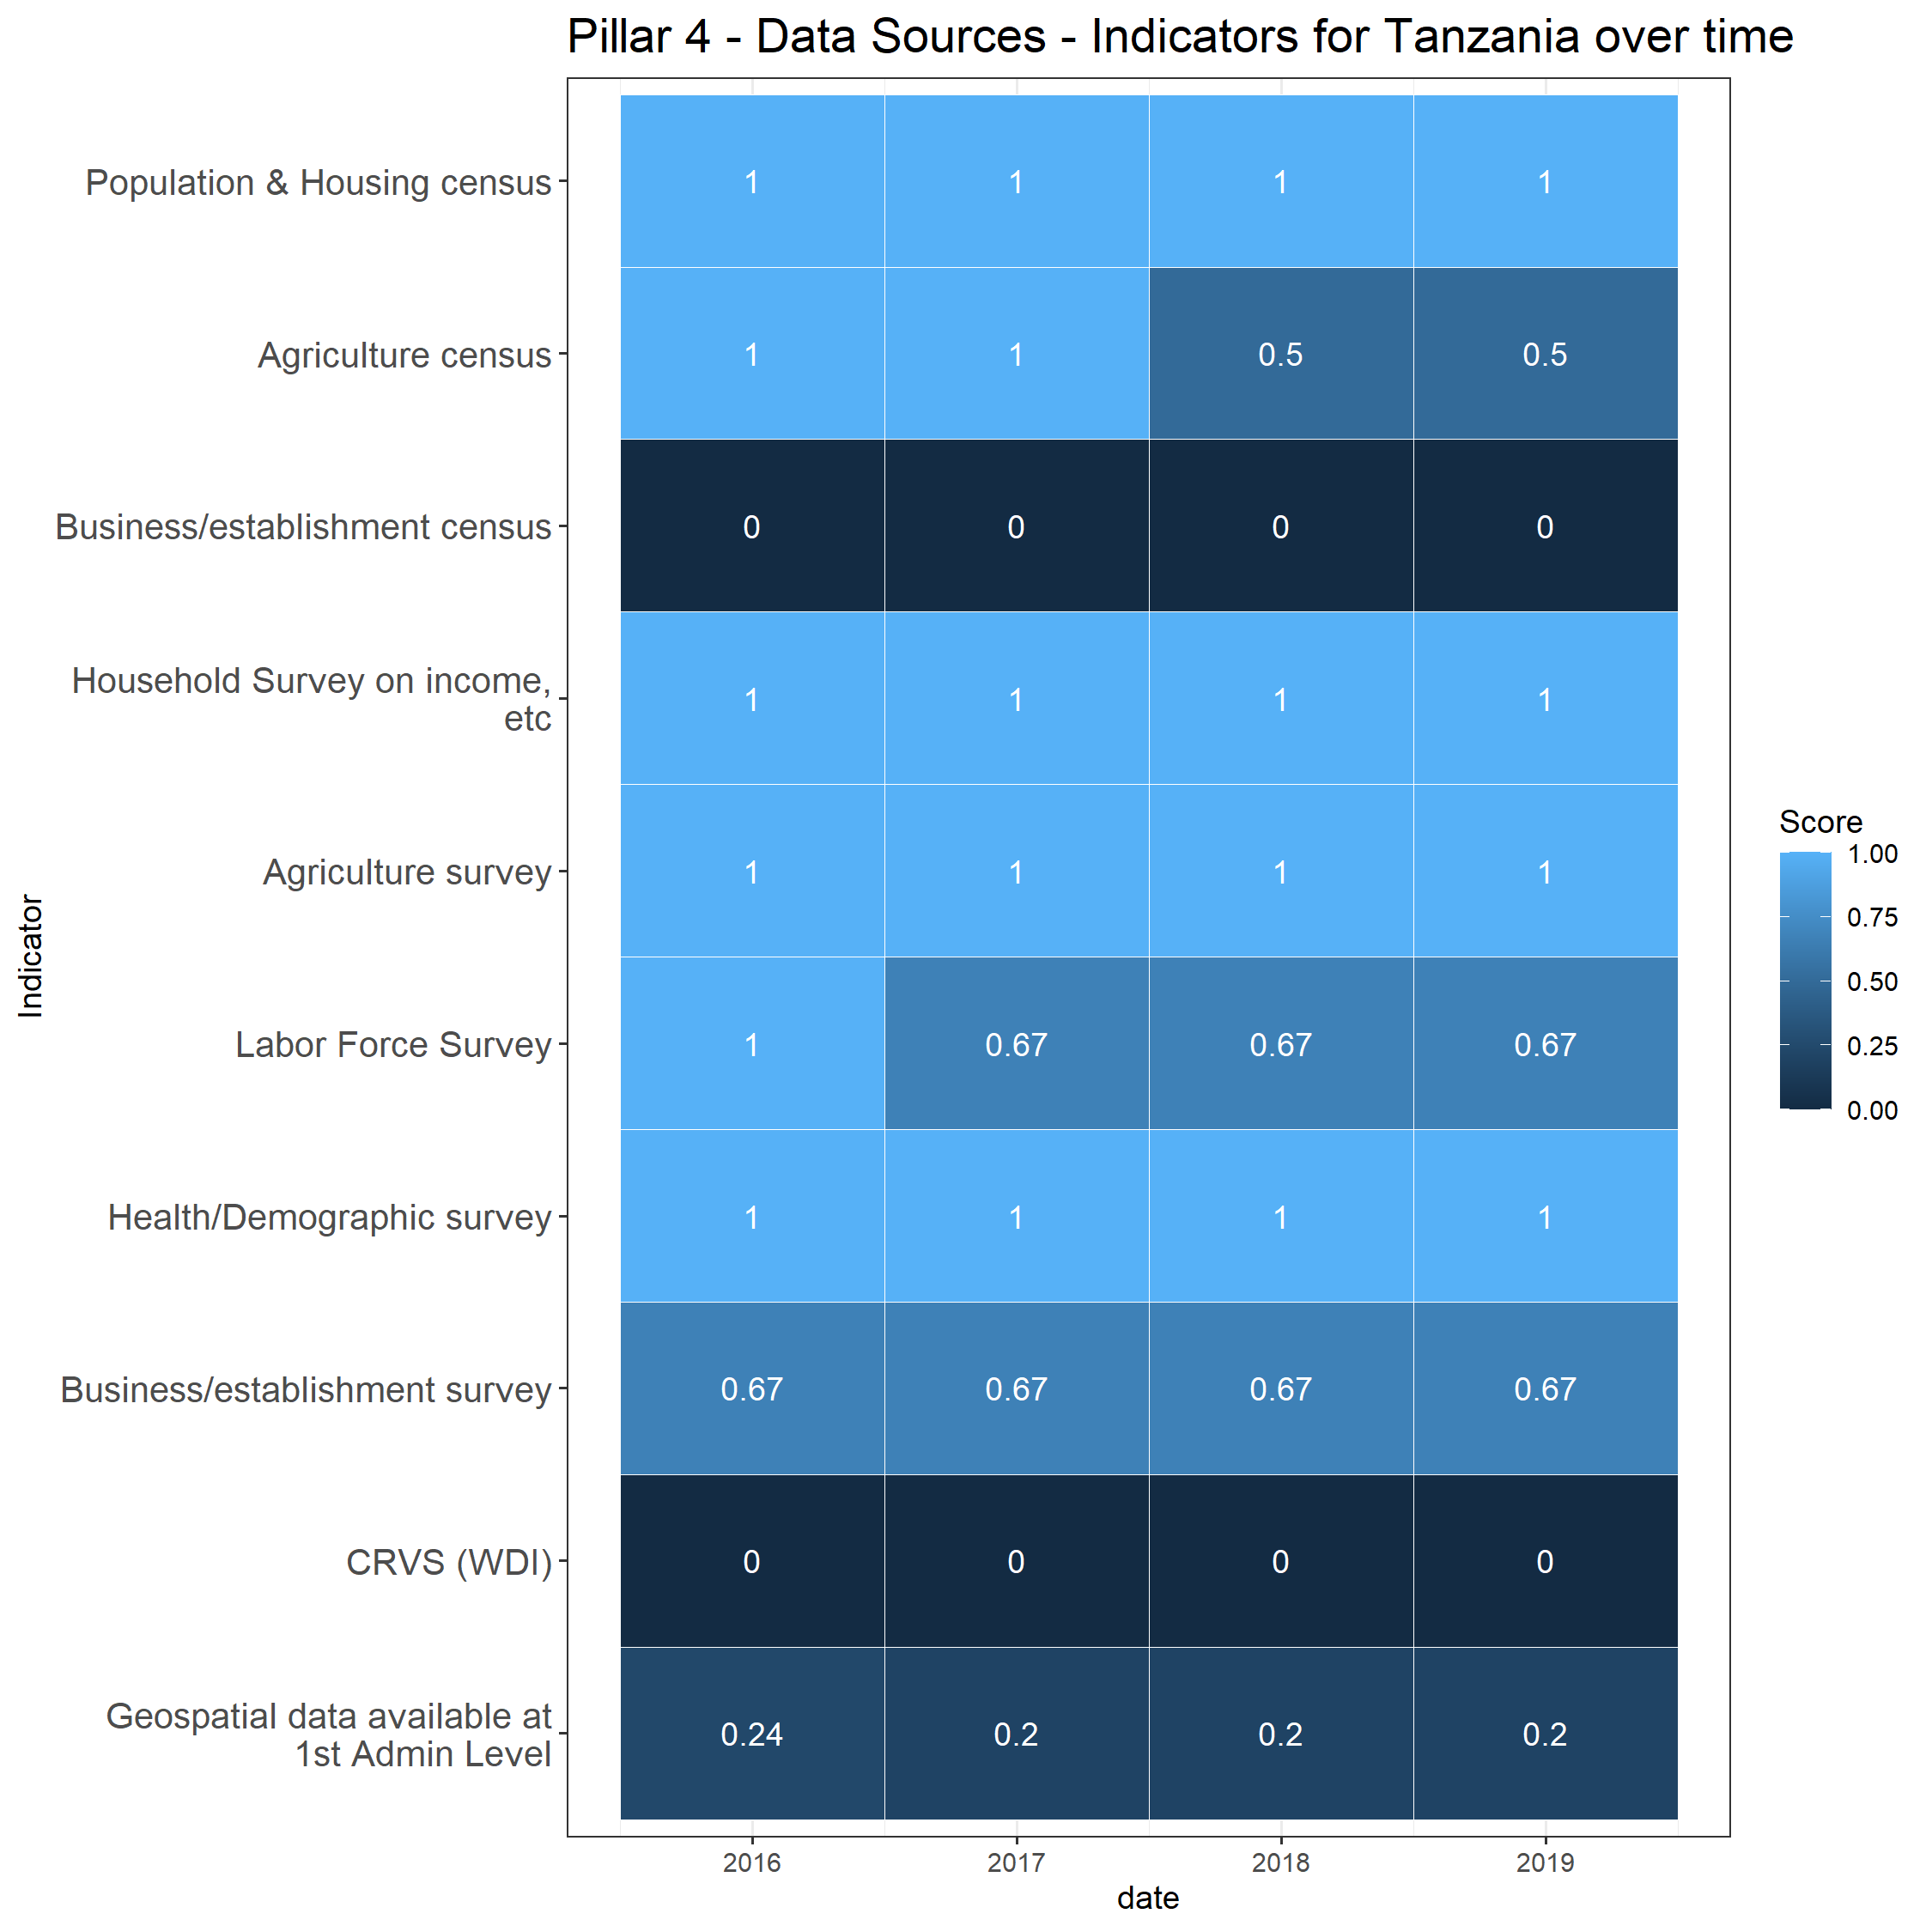 Pillar 4 - Data Sources - Indicators for Tanzania over time
Population & Housing census
1 1 1 1
Agriculture census
1 1 0.5 0.5
Business/establishment census
0 0 0 0
Household Survey on income,
etc
1 1 1 1
Agriculture survey
1 1 1 1
Labor Force Survey
1 0.67 0.67 0.67
Health/Demographic survey
1 1 1 1
Business/establishment survey
0.67 0.67 0.67 0.67
CRVS (WDI)
0 0 0 0
Geospatial data available at
1st Admin Level
0.24 0.2 0.2 0.2
2016 2017 2018 2019
date
Indicator
Score
1.00
0.75
0.50
0.25
0.00